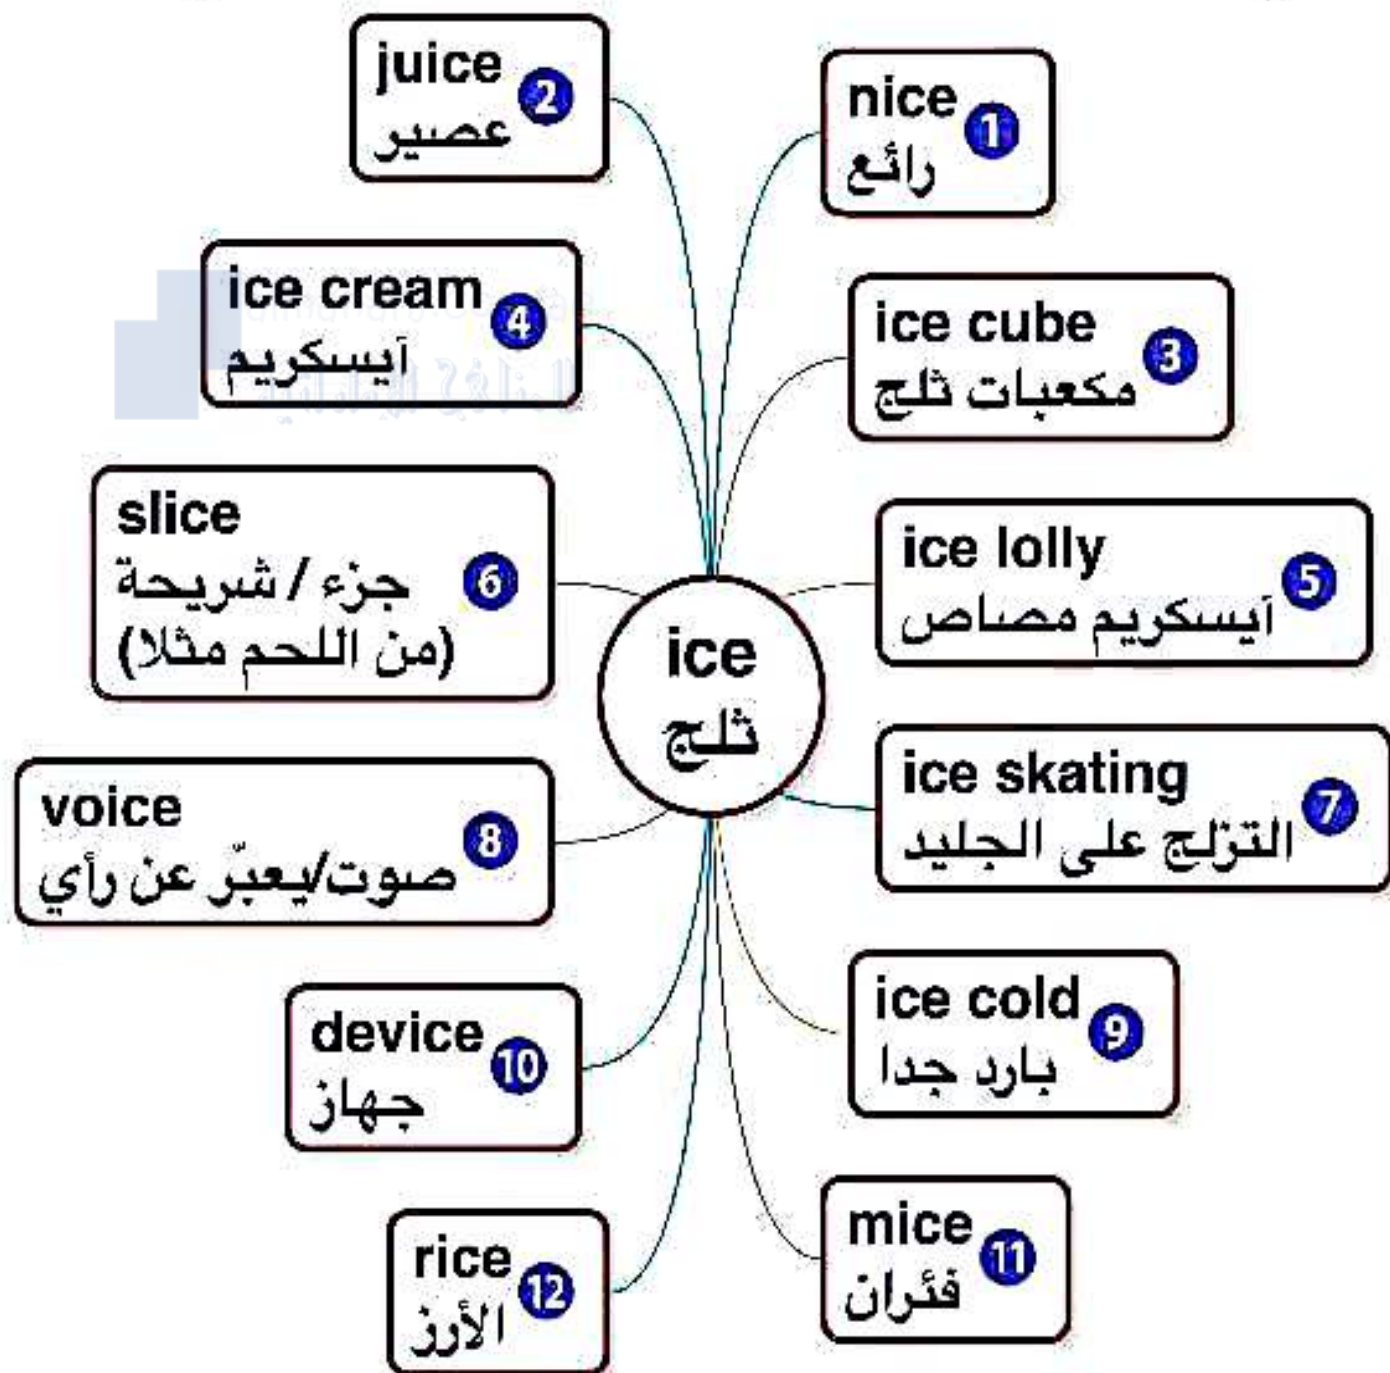 ice
ثلج
nice
رائع
1
juice
عصير
2
ice cube
مكعبات ثلج
3
ice cream
آيسكريم
4
ice lolly
آيسكريم مصاص
5
slice
جزء / شريحة
(من اللحم مثلا)
6
ice skating
التزلج على الجليد
7
voice
صوت/يعبّر عن رأي
8
ice cold
بارد جدا
9
device
جهاز
10
mice
فئران
11
rice
الأرز
12